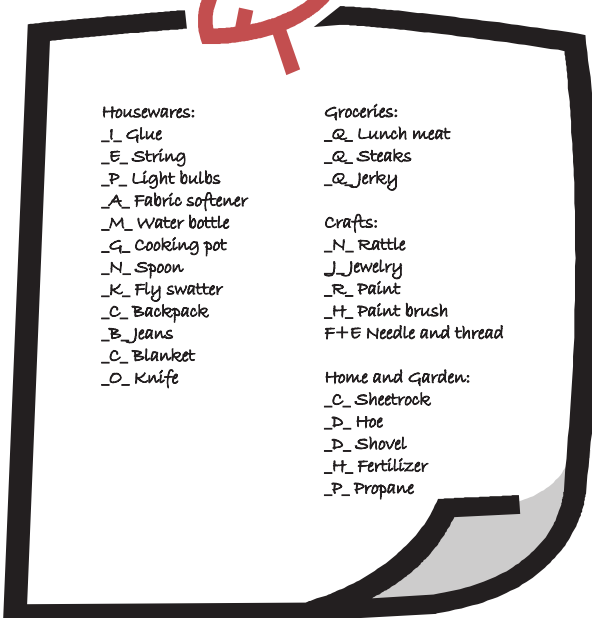 Housewares:
_I_ Glue
_E_ String
_P_ Light bulbs
_A_ Fabric softener
_M_ Water bottle
_G_ Cooking pot
_N_ Spoon
_K_ Fly swatter
_C_ Backpack
_B_ Jeans
_C_ Blanket
_O_ Knife
Groceries:
_Q_ Lunch meat
_Q_ Steaks
_Q_ Jerky
Crafts:
_N_ Rattle
_J_ Jewelry
_R_ Paint
_H_ Paint brush
F+E Needle and thread
Home and Garden:
_C_ Sheetrock
_D_ Hoe
_D_ Shovel
_H_ Fertilizer
_P_ Propane